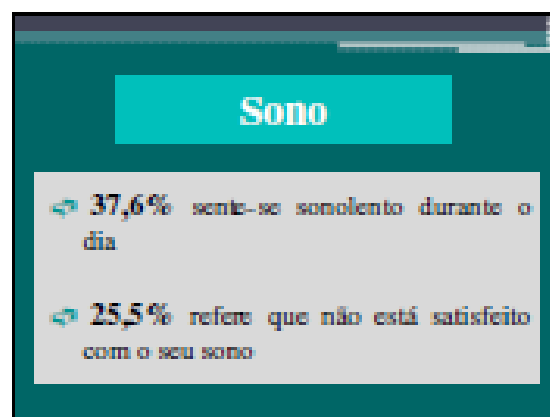 Sono
37,6% sente-se sonolento durante o
dia
25,5% refere que não está satisfeito
com o seu sono